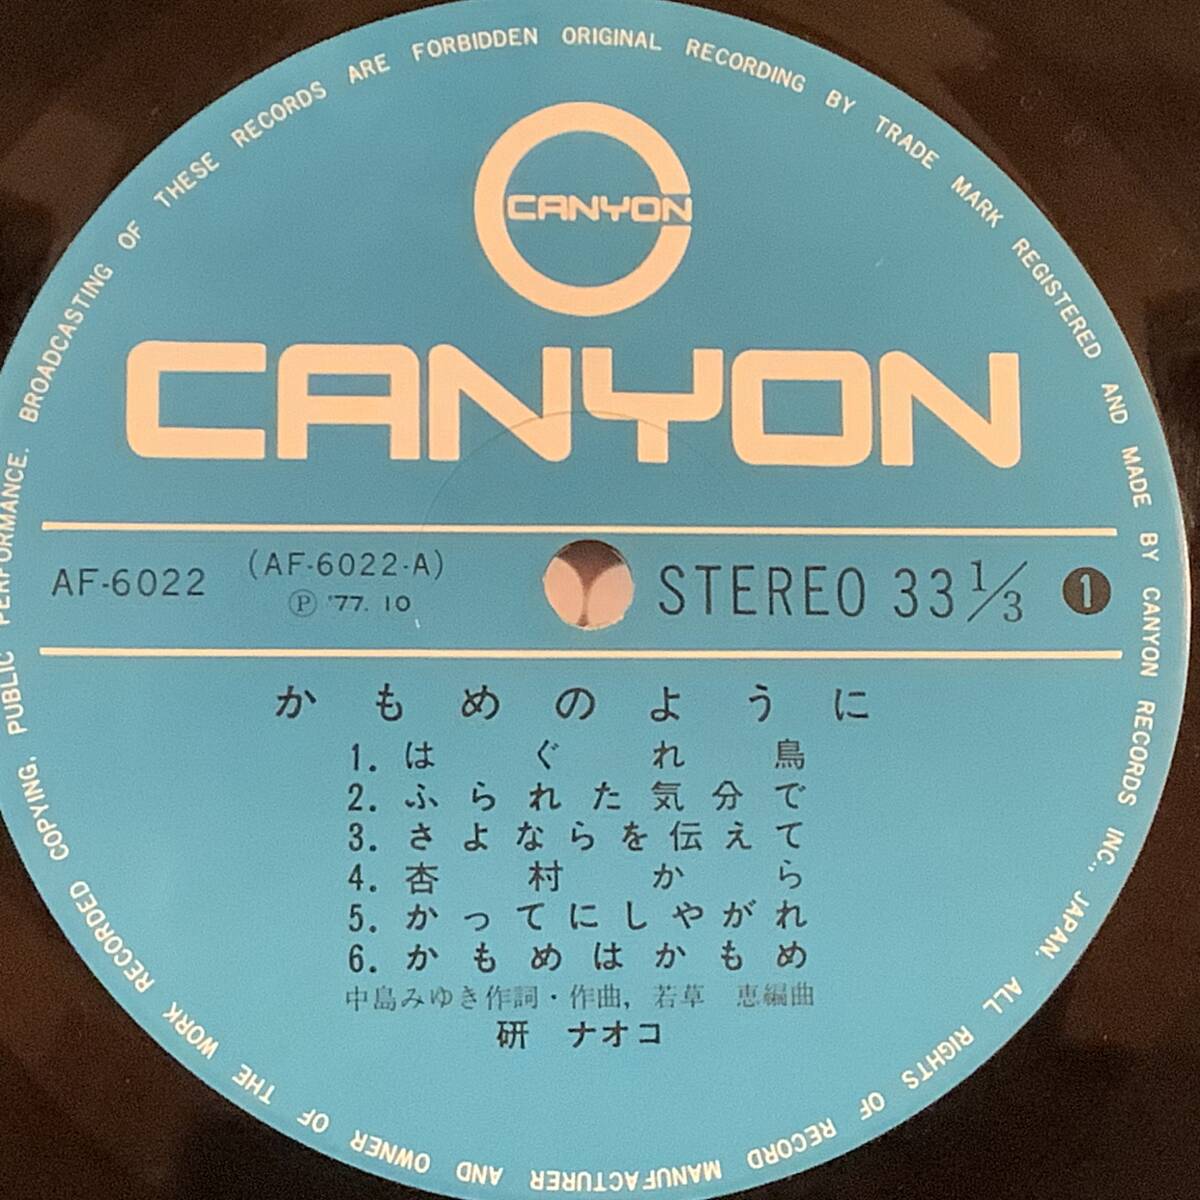 BROADCASTING OF THESE RECORDS ARE FORBIDDEN ORIGINAL RECORDING BY TRADE MARK REGISTERED AND MADE BY CANYON RECORDS INC., JAPAN. ALL RIGHTS OF RECORD MANUFACTURER AND OWNER OF THE WORK RECORDED COPYING, PUBLIC PERFORMANCE.
CANYON
CANYON
AF-6022 (AF-6022-A) STEREO 33 1/3 1
Ⓟ '77. 10
かもめのように
1. はぐれ鳥
2. ふられた気分で
3. さよならを伝えて
4. 杏村から
5. かってにしやがれ
6. かもめはかもめ
中島みゆき作詞・作曲, 若草 恵編曲
研 ナオコ